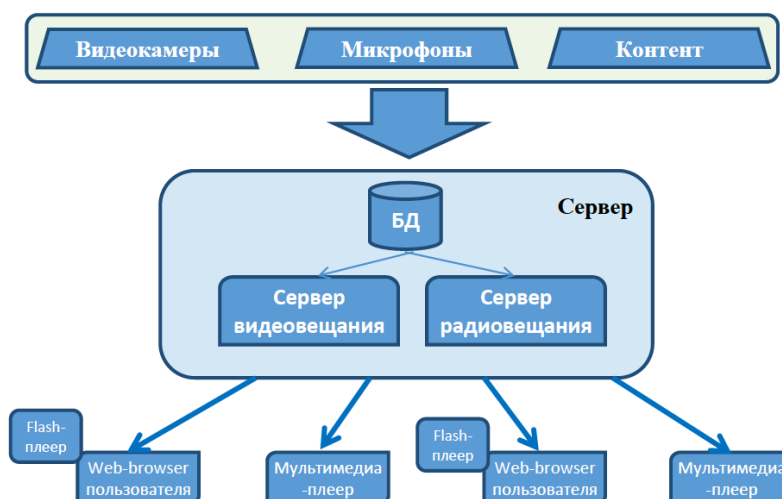 Видеокамеры
Микрофоны
Контент
Сервер
БД
Сервер
видеовещания
Сервер
радиовещания
Flash-
плеер
Web-browser
пользователя
Мультимедиа
-плеер
Flash-
плеер
Web-browser
пользователя
Мультимедиа
-плеер